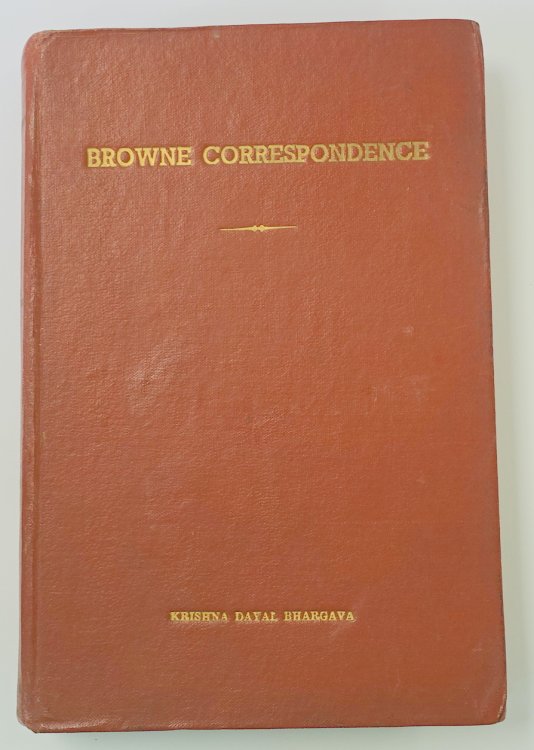 BROWNE CORRESPONDENCE
KRISHNA DAYAL BHARGAVA